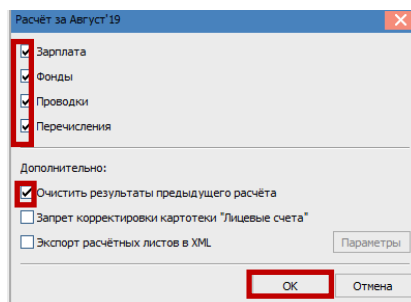 Расчёт за Август'19
Зарплата
Фонды
Проводки
Перечисления
Дополнительно:
Очистить результаты предыдущего расчёта
Запрет корректировки картотеки "Лицевые счета"
Экспорт расчётных листов в XML
Параметры
ОК
Отмена